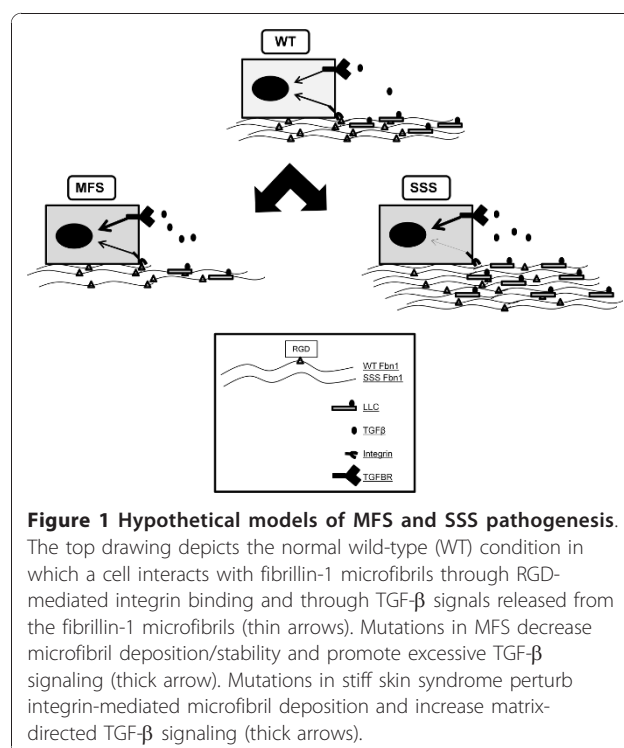 WT
MFS
SSS
RGD
WT Fbn1
SSS Fbn1
LLC
TGFβ
Integrin
TGFBR
Figure 1 Hypothetical models of MFS and SSS pathogenesis.
The top drawing depicts the normal wild-type (WT) condition in
which a cell interacts with fibrillin-1 microfibrils through RGD-
mediated integrin binding and through TGF-β signals released from
the fibrillin-1 microfibrils (thin arrows). Mutations in MFS decrease
microfibril deposition/stability and promote excessive TGF-β
signaling (thick arrow). Mutations in stiff skin syndrome perturb
integrin-mediated microfibril deposition and increase matrix-
directed TGF-β signaling (thick arrows).